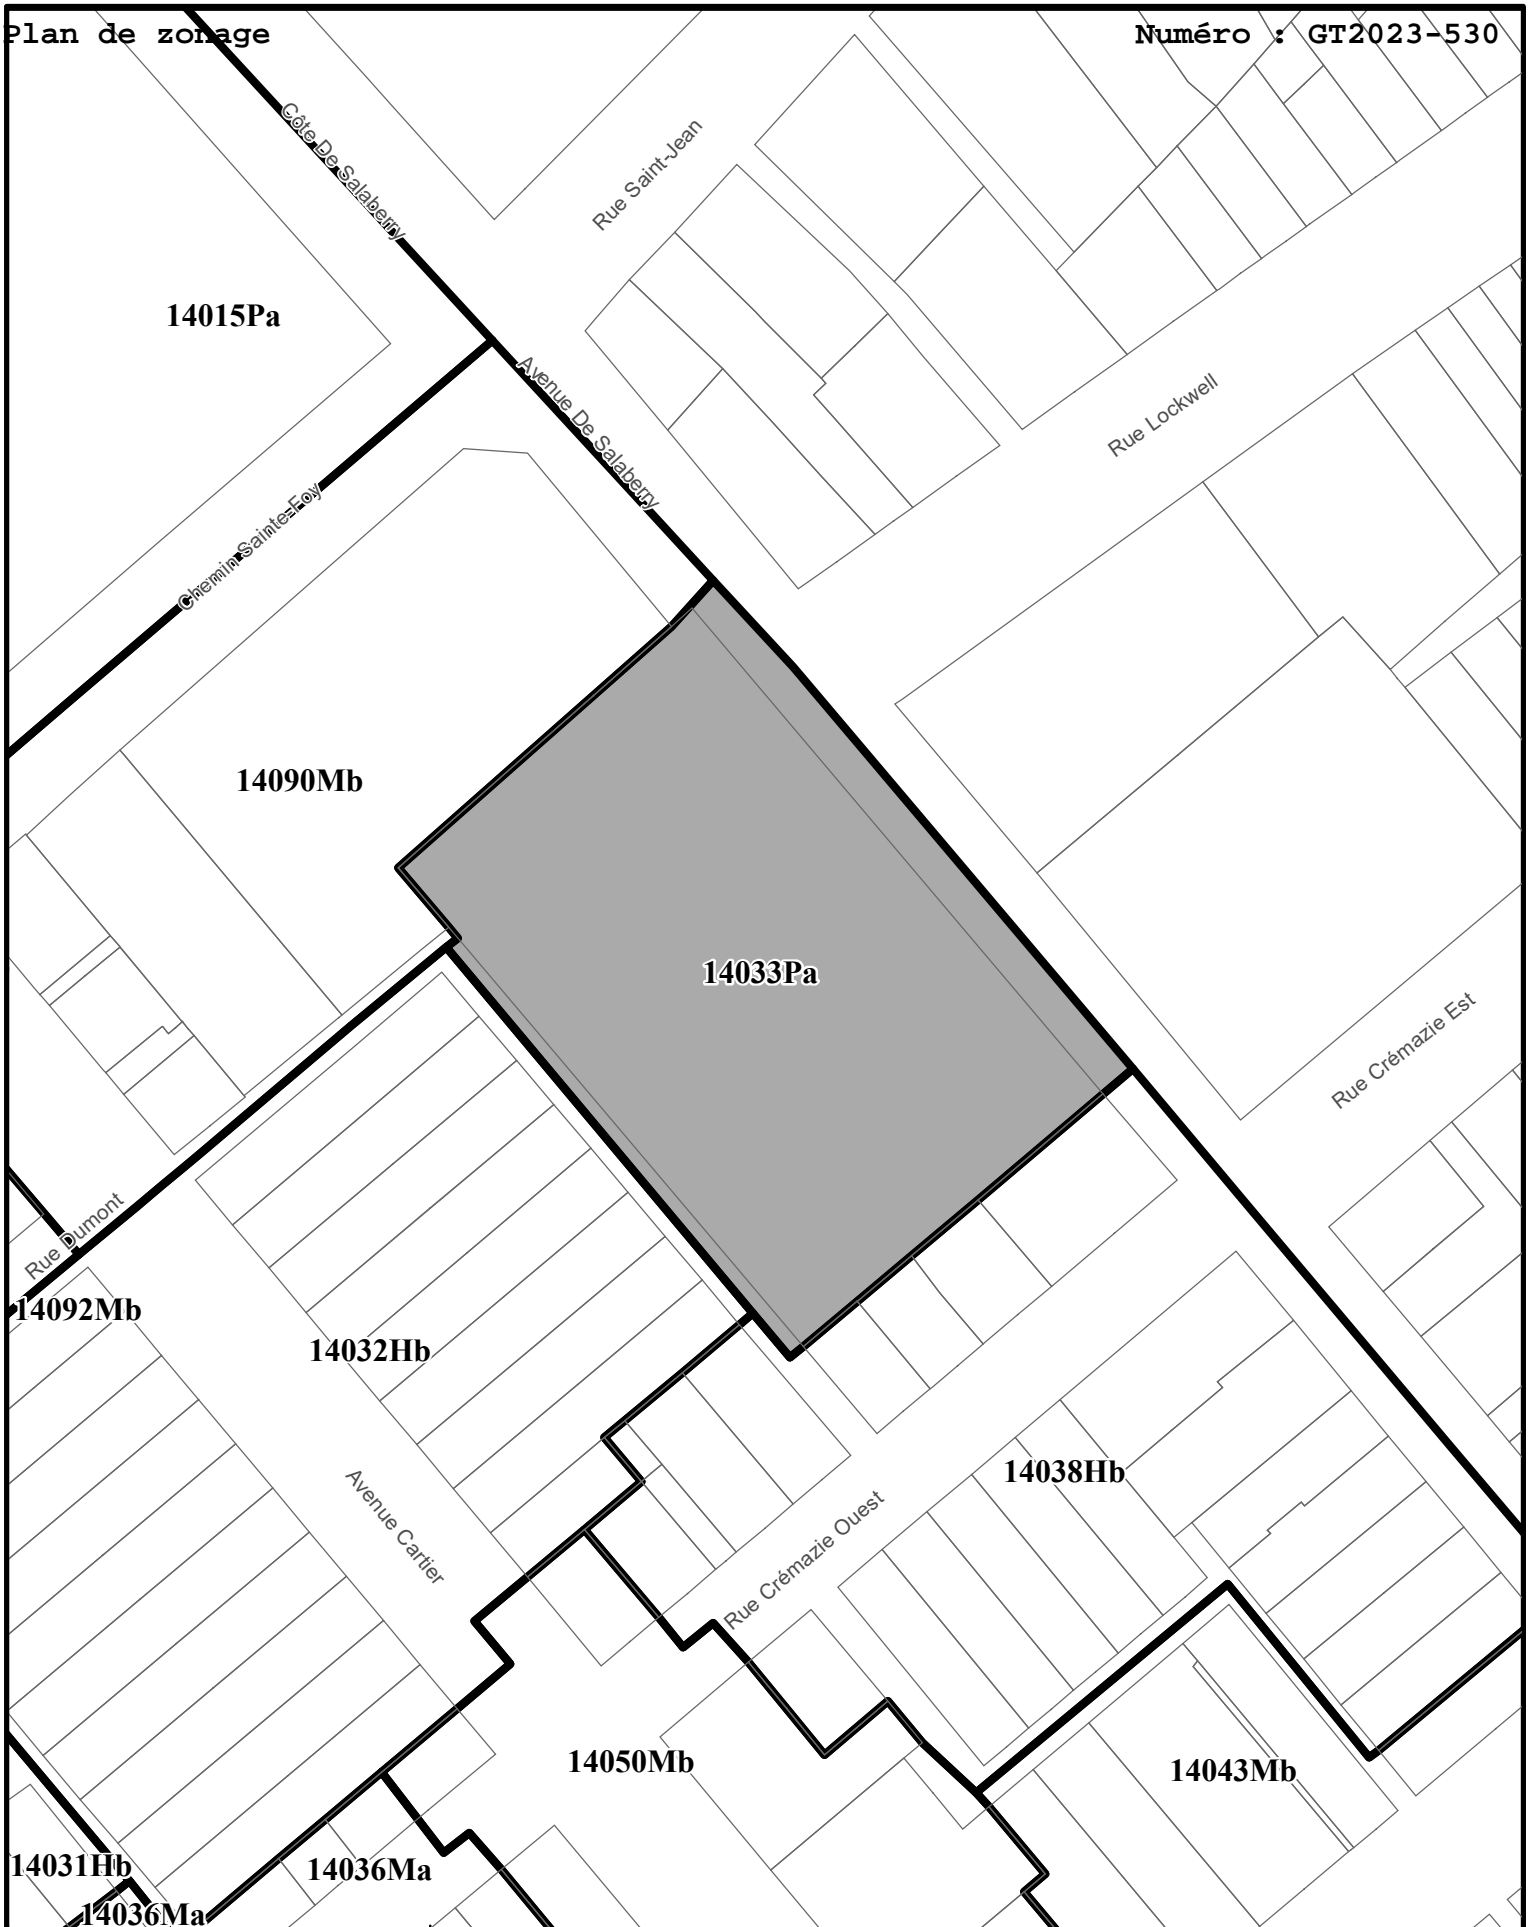 Plan de zonage
Numéro : GT2023-530
Côte De Salaberry
Rue Saint-Jean
14015Pa
Avenue De Salaberry
Rue Lockwell
Chemin Sainte-Foy
14090Mb
14033Pa
Rue Crémazie Est
Rue Dumont
14092Mb
14032Hb
14038Hb
Avenue Cartier
Rue Crémazie Ouest
14050Mb
14043Mb
14031Hb
14036Ma
14036Ma